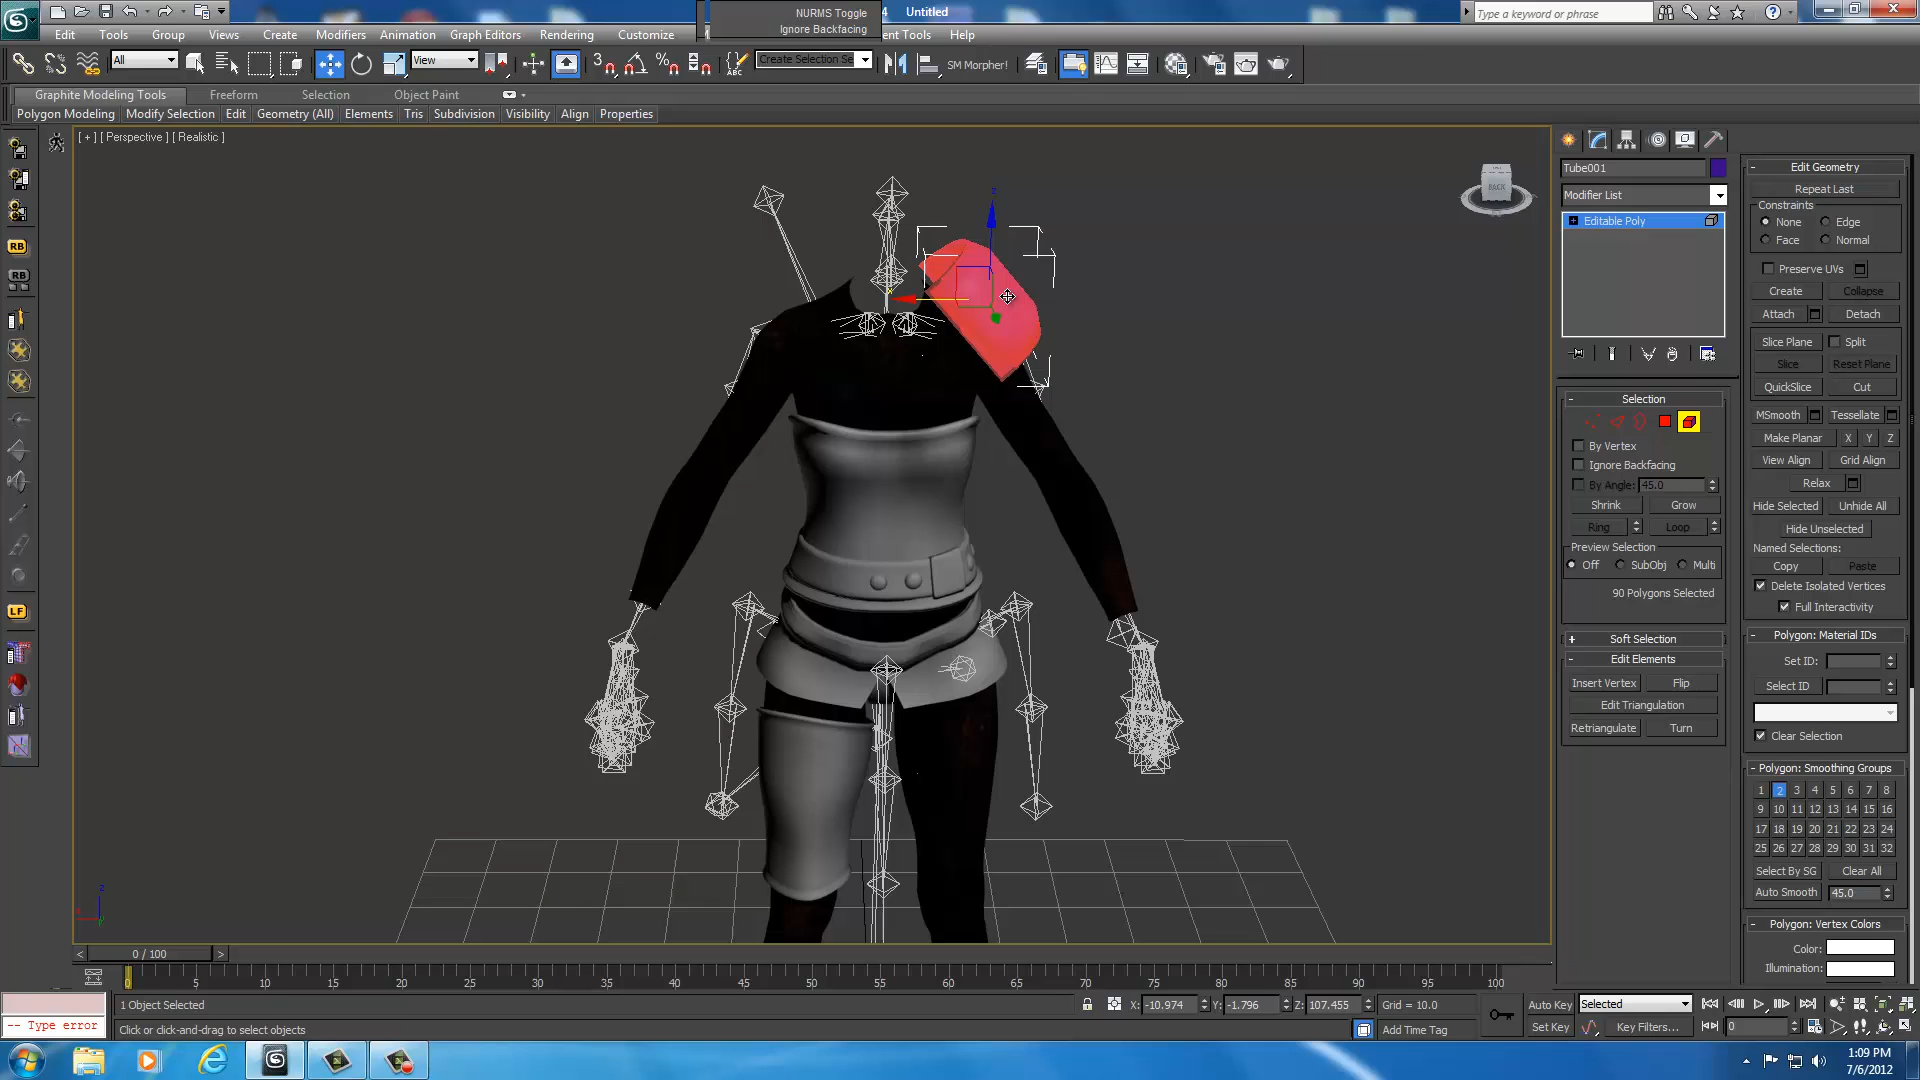 NURMS Toggle
Ignore Backfacing
4 Untitled
Type a keyword or phrase
Edit Tools Group Views Create Modifiers Animation Graph Editors Rendering Customize ent Tools Help
All
View
ABC
Create Selection Se
SM Morpher!
Graphite Modeling Tools Freeform Selection Object Paint
Polygon Modeling Modify Selection Edit Geometry (All) Elements Tris Subdivision Visibility Align Properties
[ + ] [ Perspective ] [ Realistic ]
RB
RB
LF
BACK
z
z
Tube001
Modifier List
Editable Poly
Selection
By Vertex
Ignore Backfacing
By Angle: 45.0
Shrink Grow
Ring Loop
Preview Selection
Off SubObj Multi
90 Polygons Selected
Soft Selection
Edit Elements
Insert Vertex Flip
Edit Triangulation
Retriangulate Turn
Edit Geometry
Repeat Last
Constraints
None Edge
Face Normal
Preserve UVs
Create Collapse
Attach Detach
Slice Plane Split
Slice Reset Plane
QuickSlice Cut
MSmooth Tessellate
Make Planar X Y Z
View Align Grid Align
Relax
Hide Selected Unhide All
Hide Unselected
Named Selections:
Copy Paste
Delete Isolated Vertices
Full Interactivity
Polygon: Material IDs
Set ID:
Select ID
Clear Selection
Polygon: Smoothing Groups
1 2 3 4 5 6 7 8
9 10 11 12 13 14 15 16
17 18 19 20 21 22 23 24
25 26 27 28 29 30 31 32
Select By SG Clear All
Auto Smooth 45.0
Polygon: Vertex Colors
Color:
Illumination:
< 0 / 100 >
0 5 10 15 20 25 30 35 40 45 50 55 60 65 70 75 80 85 90 95 100
1 Object Selected
X: -10.974 Y: -1.796 Z: 107.455 Grid = 10.0
Auto Key Selected
-- Type error
Click or click-and-drag to select objects
Add Time Tag
Set Key Key Filters...
0
1:09 PM
7/6/2012